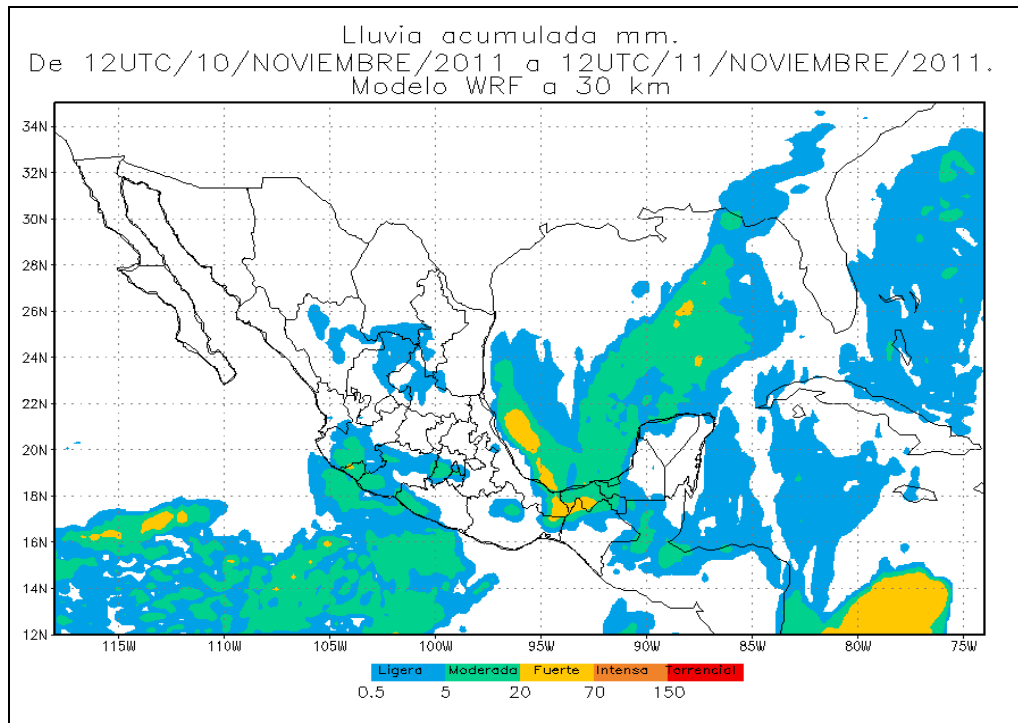 Lluvia acumulada mm.
De 12UTC/10/NOVIEMBRE/2011 a 12UTC/11/NOVIEMBRE/2011.
Modelo WRF a 30 km
34N
32N
30N
28N
26N
24N
22N
20N
18N
16N
14N
12N
115W 110W 105W 100W 95W 90W 85W 80W 75W
Ligera Moderada Fuerte Intensa Torrencial
0.5 5 20 70 150